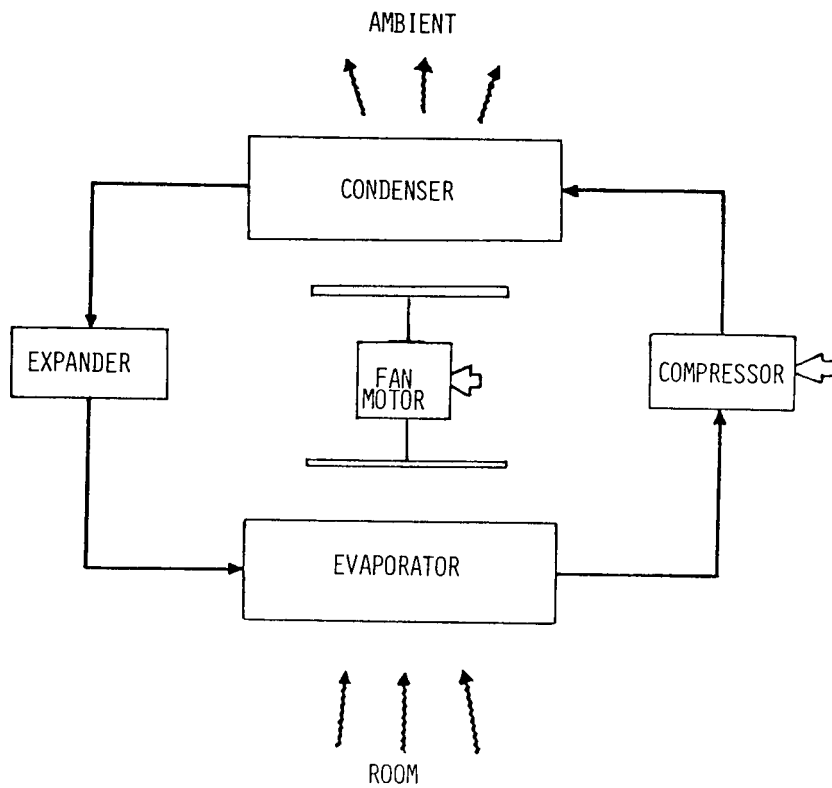 AMBIENT
CONDENSER
EXPANDER
FAN
MOTOR
COMPRESSOR
EVAPORATOR
ROOM